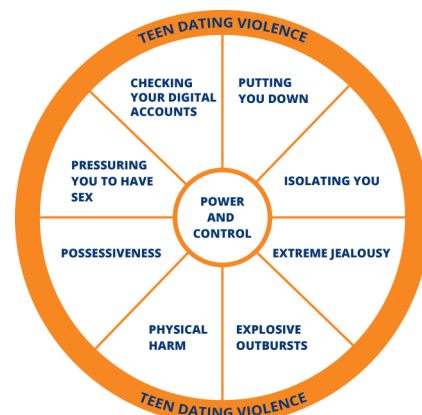 TEEN DATING VIOLENCE
CHECKING
YOUR DIGITAL
ACCOUNTS
PUTTING
YOU DOWN
PRESSURING
YOU TO HAVE
SEX
ISOLATING YOU
POWER
AND
CONTROL
POSSESSIVENESS
EXTREME JEALOUSY
PHYSICAL
HARM
EXPLOSIVE
OUTBURSTS
TEEN DATING VIOLENCE